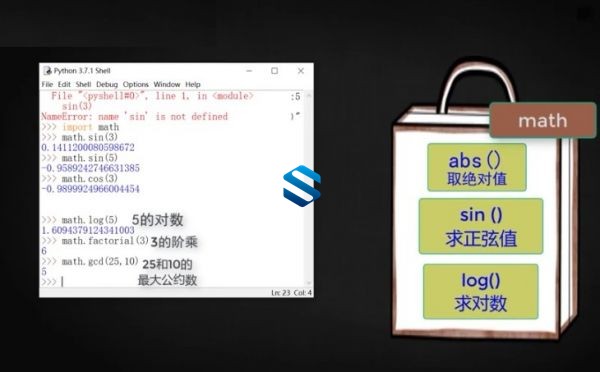 Python 3.7.1 Shell
File Edit Shell Debug Options Window Help
File "<pyshell#0>", line 1, in <module>
:5
sin(3)
NameError: name 'sin' is not defined
)"
>>> import math
>>> math.sin(3)
0.1411200080598672
>>> math.sin(5)
-0.9589242746631385
>>> math.cos(3)
-0.9899924966004454
>>> math.log(5) 5的对数
1.6094379124341003
>>> math.factorial(3) 3的阶乘
6
>>> math.gcd(25,10) 25和10的
5
最大公约数
>>>
Ln: 23 Col: 4
math
abs ()
取绝对值
sin ()
求正弦值
log()
求对数